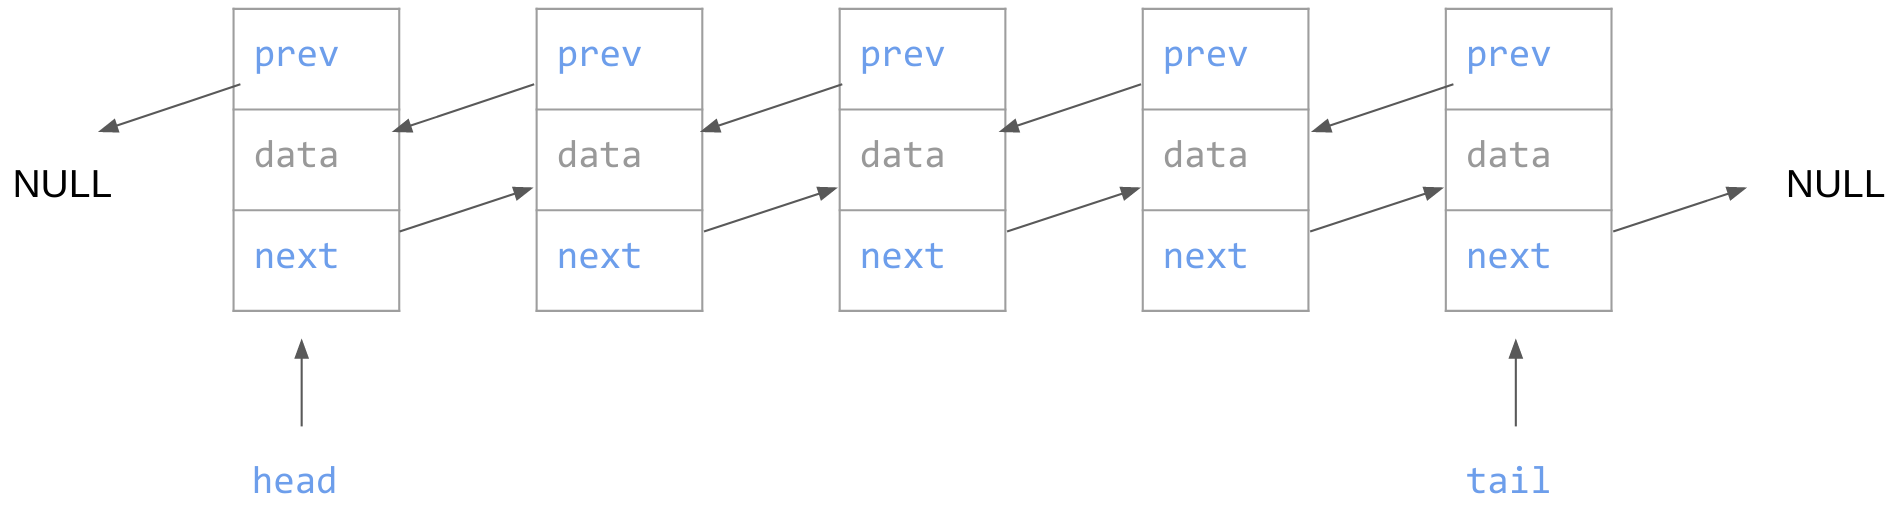 prev prev prev prev prev
data data data data data
NULL NULL
next next next next next
head tail